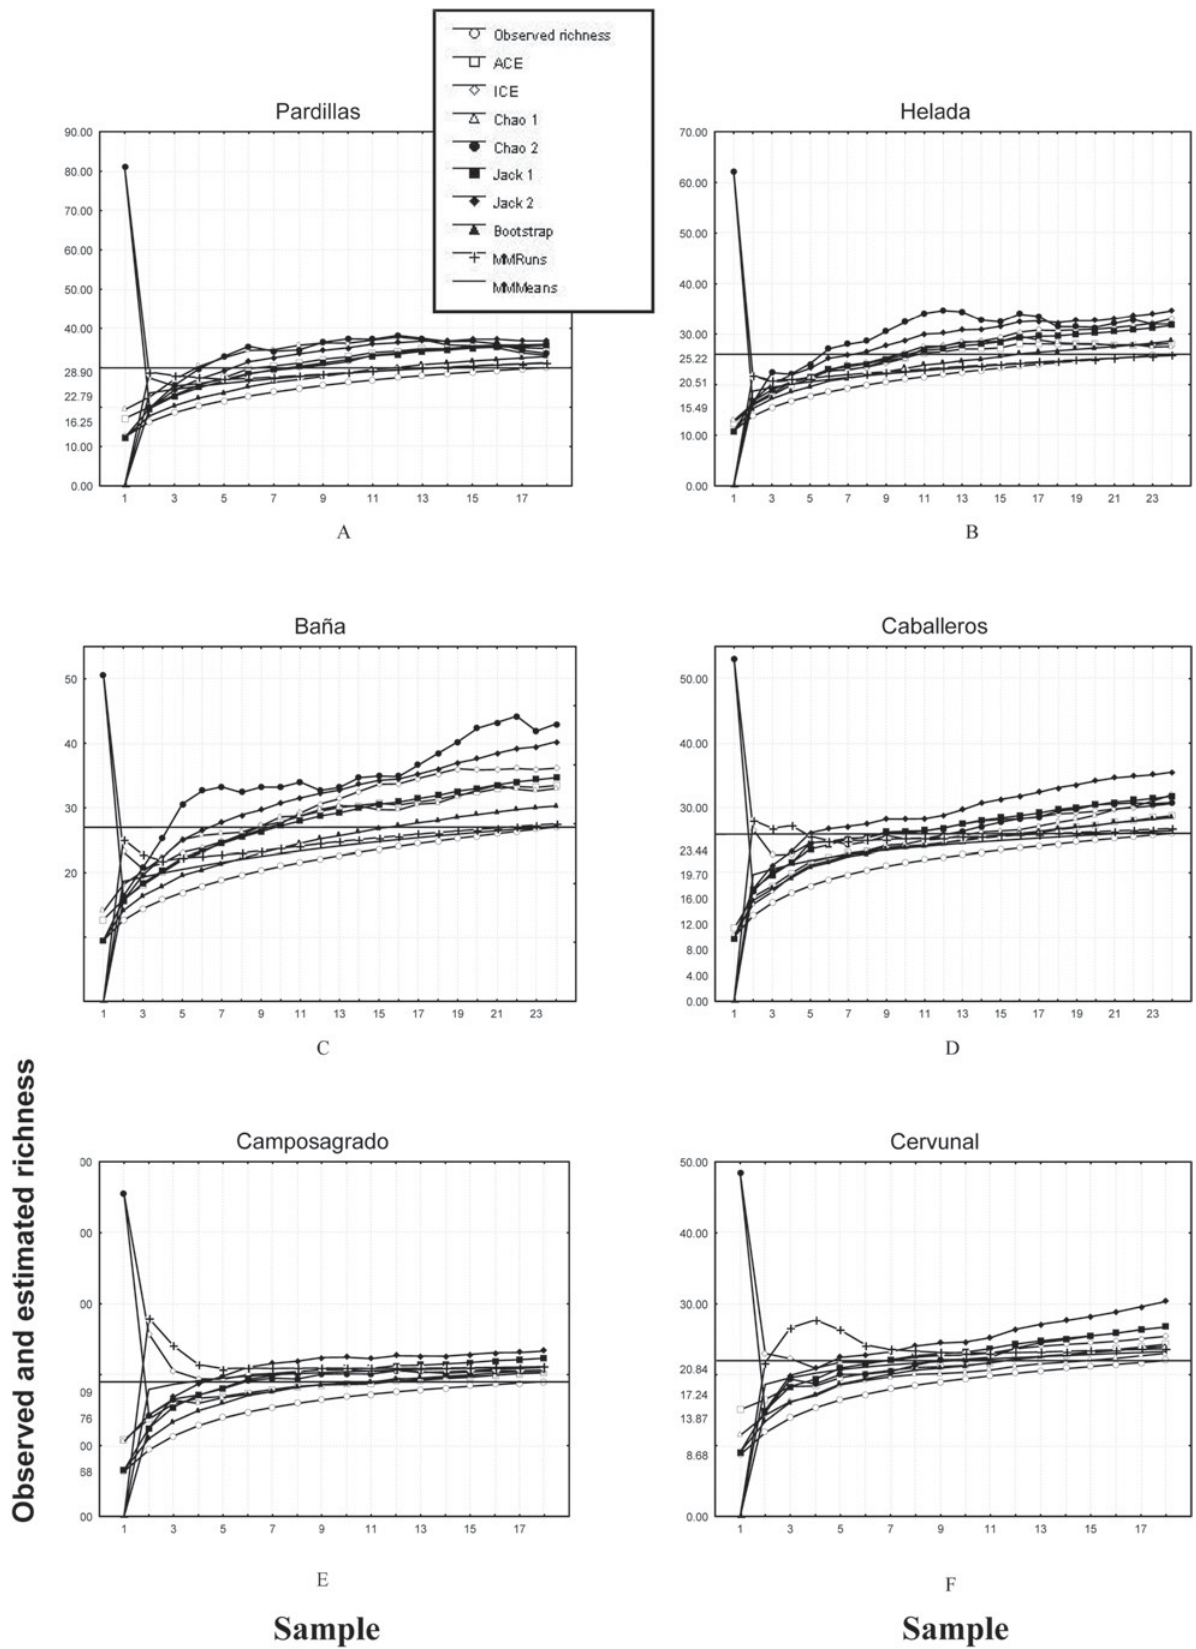 Observed richness
ACE
ICE
Chao 1
Chao 2
Jack 1
Jack 2
Bootstrap
MMRuns
MMMeans
Pardillas
90.00
80.00
70.00
60.00
50.00
40.00
28.90
22.79
16.25
10.00
0.00
1 3 5 7 9 11 13 15 17
A
Helada
70.00
60.00
50.00
40.00
30.00
25.22
20.51
15.49
10.00
0.00
1 3 5 7 9 11 13 15 17 19 21 23
B
Baña
50
40
30
20
1 3 5 7 9 11 13 15 17 19 21 23
C
Caballeros
50.00
40.00
30.00
23.44
19.70
16.00
12.00
8.00
4.00
0.00
1 3 5 7 9 11 13 15 17 19 21 23
D
Observed and estimated richness
Camposagrado
00
00
00
09
76
00
68
00
1 3 5 7 9 11 13 15 17
E
Sample
Cervunal
50.00
40.00
30.00
20.84
17.24
13.87
8.68
0.00
1 3 5 7 9 11 13 15 17
F
Sample